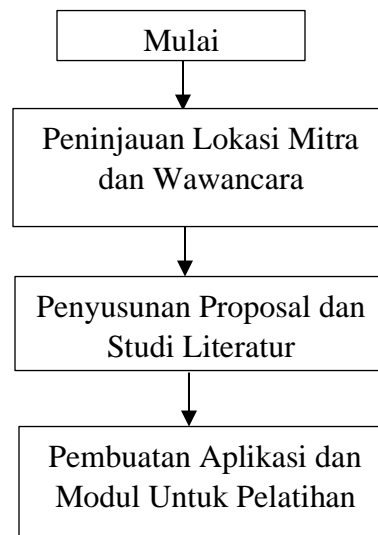 Mulai
Peninjauan Lokasi Mitra
dan Wawancara
Penyusunan Proposal dan
Studi Literatur
Pembuatan Aplikasi dan
Modul Untuk Pelatihan